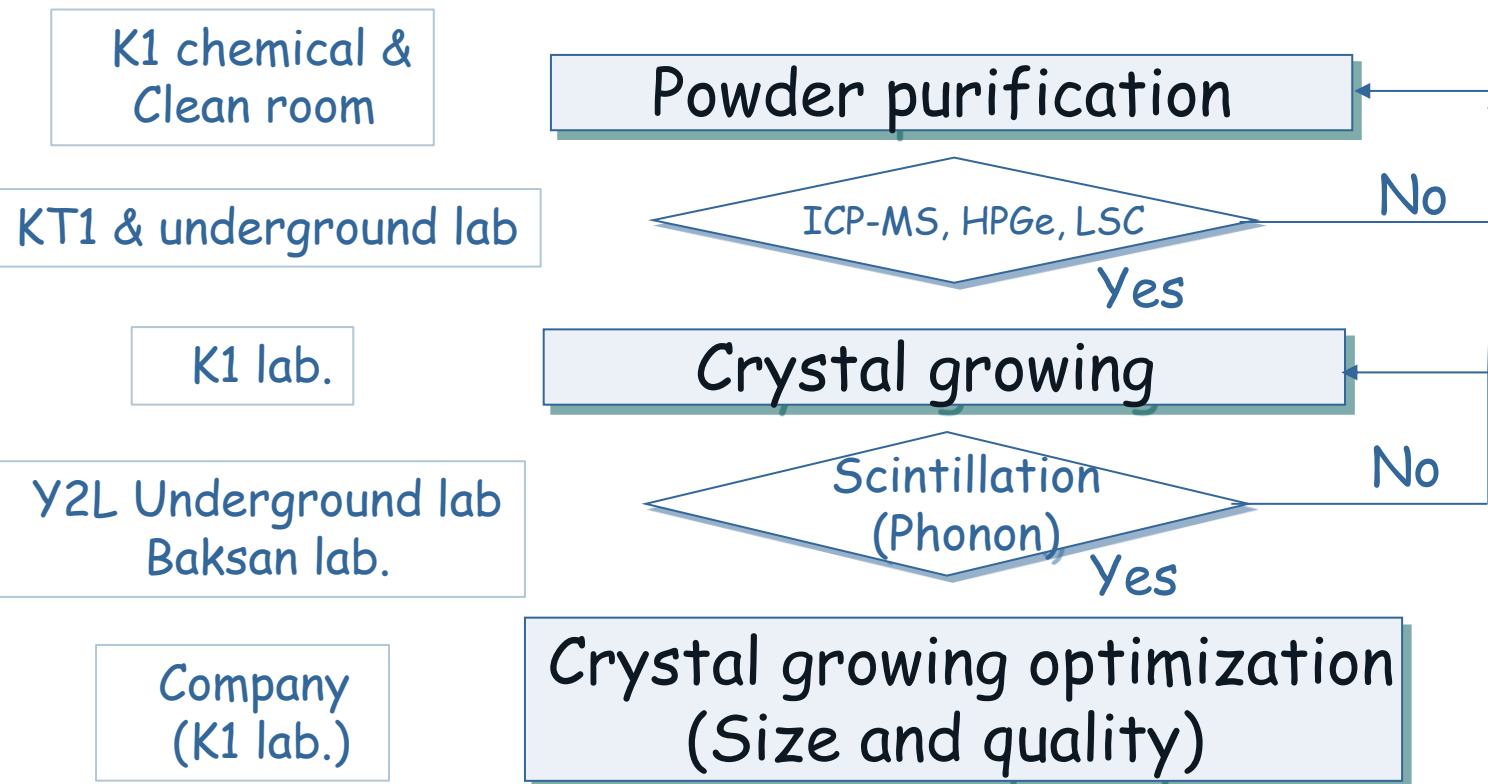 K1 chemical &
Clean room
Powder purification
KT1 & underground lab
ICP-MS, HPGe, LSC
No
Yes
K1 lab.
Crystal growing
Y2L Underground lab
Baksan lab.
Scintillation
(Phonon)
No
Yes
Company
(K1 lab.)
Crystal growing optimization
(Size and quality)